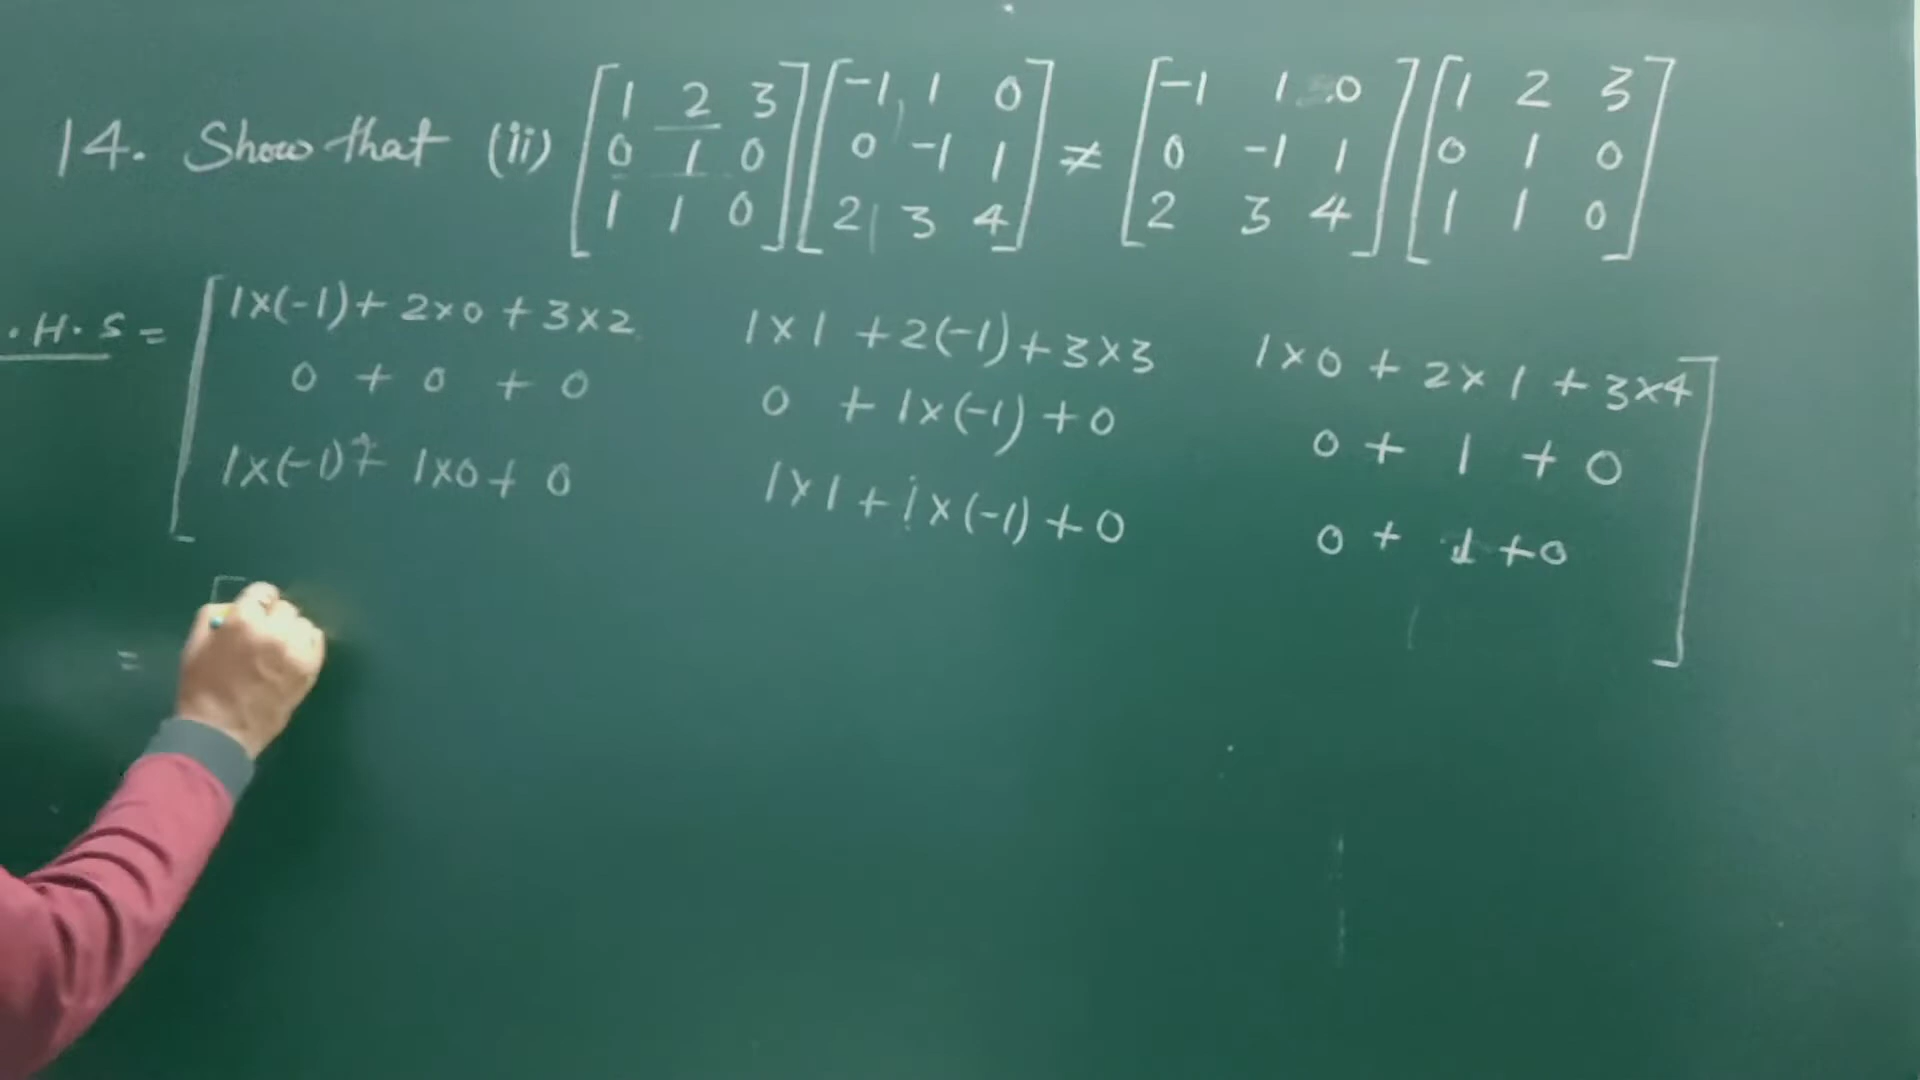 14. Show that (ii) [1 2 3] [-1 1 0] ≠ [-1 1 0] [1 2 3]
[0 1 0] [0 -1 1] [0 -1 1] [0 1 0]
[1 1 0] [2 3 4] [2 3 4] [1 1 0]
.H.S = [1×(-1)+ 2×0 + 3×2 1×1 +2(-1)+3×3 1×0 + 2×1 + 3×4]
0 + 0 + 0 0 + 1×(-1) +0 0 + 1 + 0
1×(-1)+ 1×0+ 0 1×1+1×(-1)+0 0 + 1 +0
= [